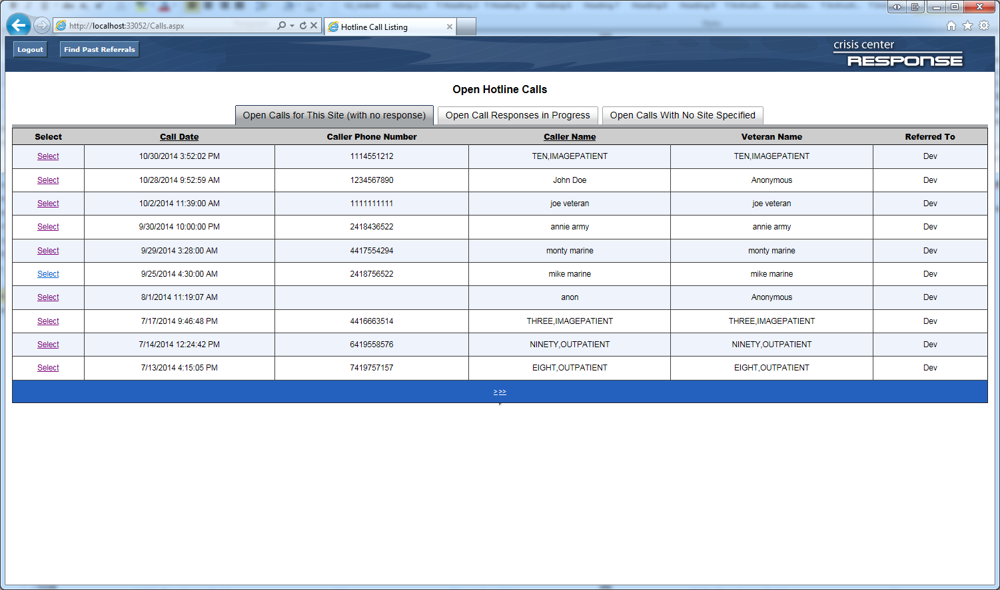 http://localhost:33052/Calls.aspx
Hotline Call Listing
Logout Find Past Referrals
crisis center
RESPONSE
Open Hotline Calls
Open Calls for This Site (with no response) Open Call Responses in Progress Open Calls With No Site Specified
Select Call Date Caller Phone Number Caller Name Veteran Name Referred To
Select 10/30/2014 3:52:02 PM 1114551212 TEN,IMAGEPATIENT TEN,IMAGEPATIENT Dev
Select 10/28/2014 9:52:59 AM 1234567890 John Doe Anonymous Dev
Select 10/2/2014 11:39:00 AM 1111111111 joe veteran joe veteran Dev
Select 9/30/2014 10:00:00 PM 2418436522 annie army annie army Dev
Select 9/29/2014 3:28:00 AM 4417554294 monty marine monty marine Dev
Select 9/25/2014 4:30:00 AM 2418756522 mike marine mike marine Dev
Select 8/1/2014 11:19:07 AM anon Anonymous Dev
Select 7/17/2014 9:46:48 PM 4416663514 THREE,IMAGEPATIENT THREE,IMAGEPATIENT Dev
Select 7/14/2014 12:24:42 PM 6419558576 NINETY,OUTPATIENT NINETY,OUTPATIENT Dev
Select 7/13/2014 4:15:05 PM 7419757157 EIGHT,OUTPATIENT EIGHT,OUTPATIENT Dev
> >>